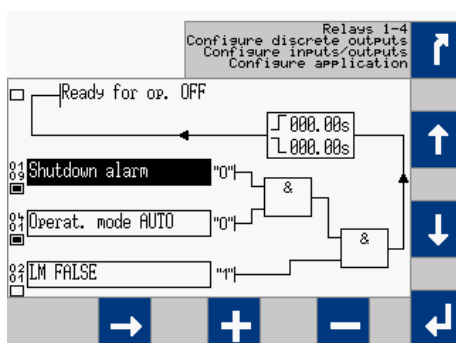 Relays 1-4
Configure discrete outputs
Configure inputs/outputs
Configure application
Ready for op. OFF
000.00s
000.00s
01
09
Shutdown alarm "0"
&
04
01
Operat. mode AUTO "0"
&
02
01
LM FALSE "1"